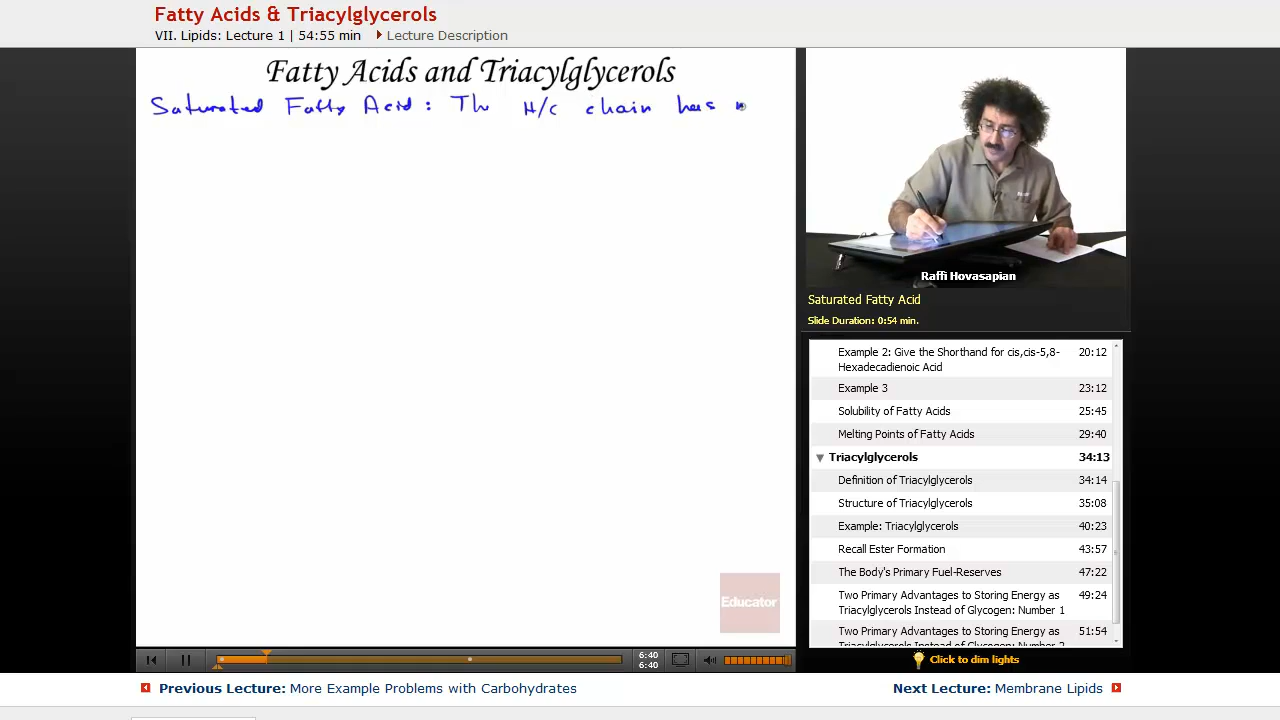 Fatty Acids & Triacylglycerols
VII. Lipids: Lecture 1 | 54:55 min
Lecture Description
Fatty Acids and Triacylglycerols
Saturated Fatty Acid: Th H/C chain has
Raffi Hovasapian
Saturated Fatty Acid
Slide Duration: 0:54 min.
Example 2: Give the Shorthand for cis,cis-5,8- 20:12
Hexadecadienoic Acid
Example 3 23:12
Solubility of Fatty Acids 25:45
Melting Points of Fatty Acids 29:40
Triacylglycerols 34:13
Definition of Triacylglycerols 34:14
Structure of Triacylglycerols 35:08
Example: Triacylglycerols 40:23
Recall Ester Formation 43:57
The Body's Primary Fuel-Reserves 47:22
Two Primary Advantages to Storing Energy as 49:24
Triacylglycerols Instead of Glycogen: Number 1
Two Primary Advantages to Storing Energy as 51:54
Triacylglycerols Instead of Glycogen: Number 2
Educator
6:40
6:40
Click to dim lights
Previous Lecture: More Example Problems with Carbohydrates
Next Lecture: Membrane Lipids